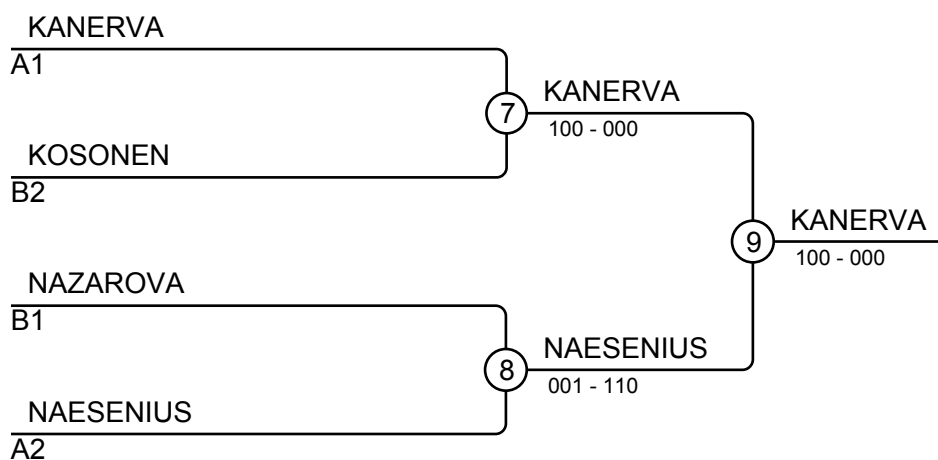 KANERVA
A1
7
KANERVA
100 - 000
KOSONEN
B2
9
KANERVA
100 - 000
NAZAROVA
B1
8
NAESENIUS
001 - 110
NAESENIUS
A2